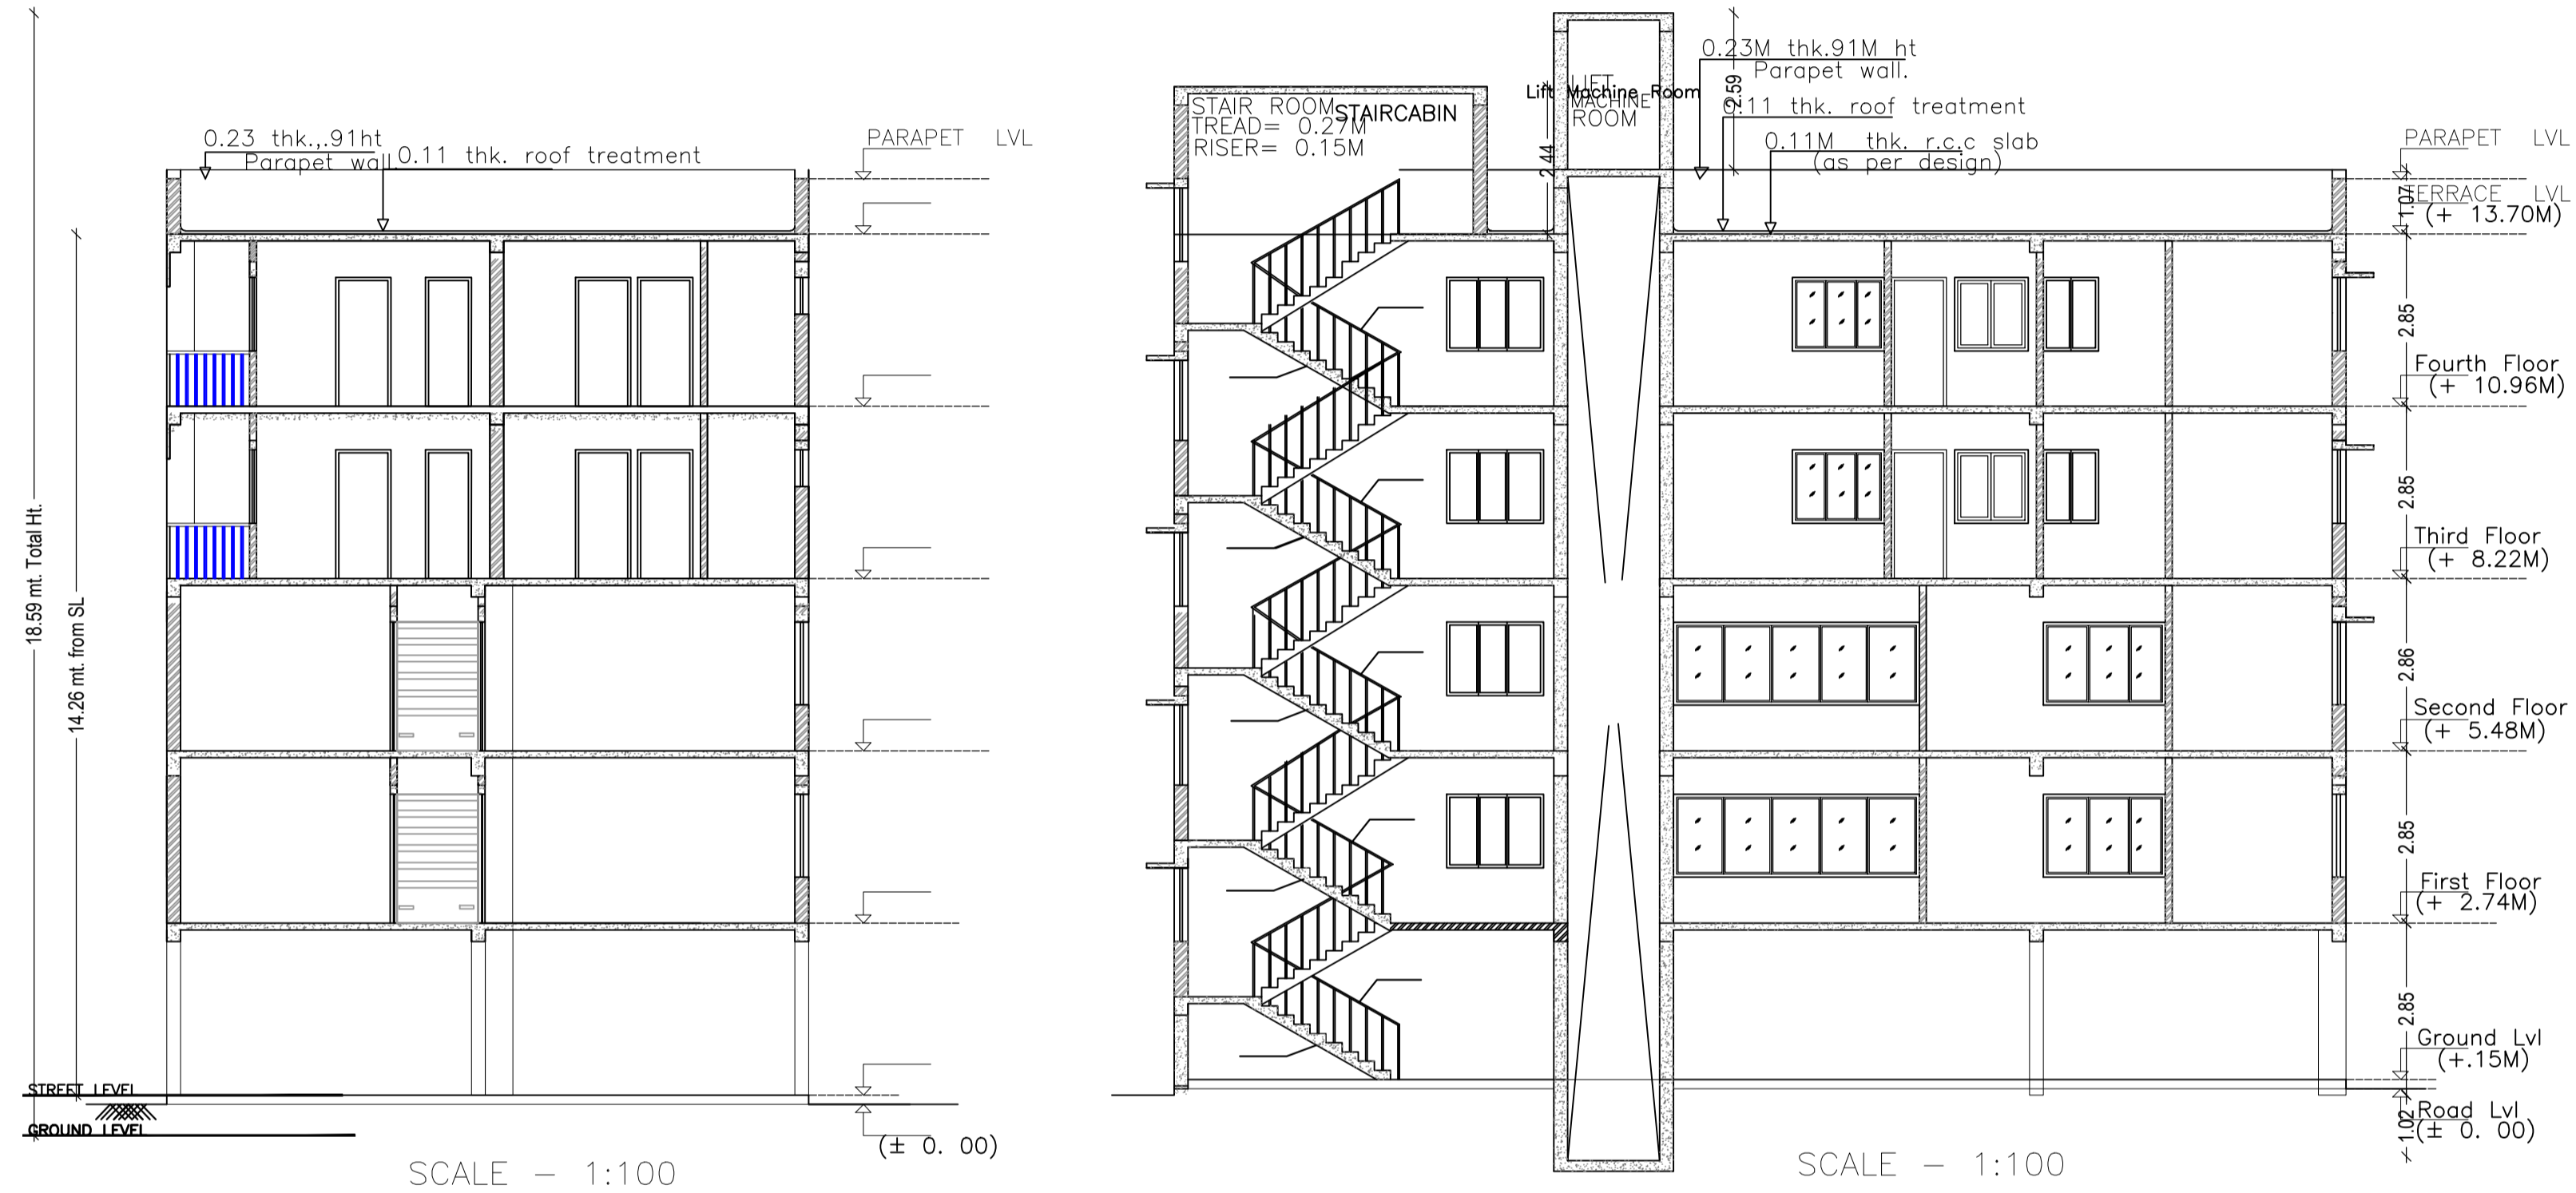 18.59 mt. Total Ht.
14.26 mt. from SL
0.23 thk.,.91ht
Parapet wall.
0.11 thk. roof treatment
PARAPET LVL
STREET LEVEL
GROUND LEVEL
(± 0. 00)
SCALE - 1:100
STAIR ROOM
TREAD= 0.27M
RISER= 0.15M
STAIRCABIN
Lift Machine Room
LIFT
MACHINE
ROOM
2.44
2.59
0.23M thk.91M ht
Parapet wall.
0.11 thk. roof treatment
0.11M thk. r.c.c slab
(as per design)
PARAPET LVL
1.07
TERRACE LVL
(+ 13.70M)
2.85
Fourth Floor
(+ 10.96M)
2.85
Third Floor
(+ 8.22M)
2.86
Second Floor
(+ 5.48M)
2.85
First Floor
(+ 2.74M)
2.85
Ground Lvl
(+.15M)
1.02
Road Lvl
(± 0. 00)
SCALE - 1:100